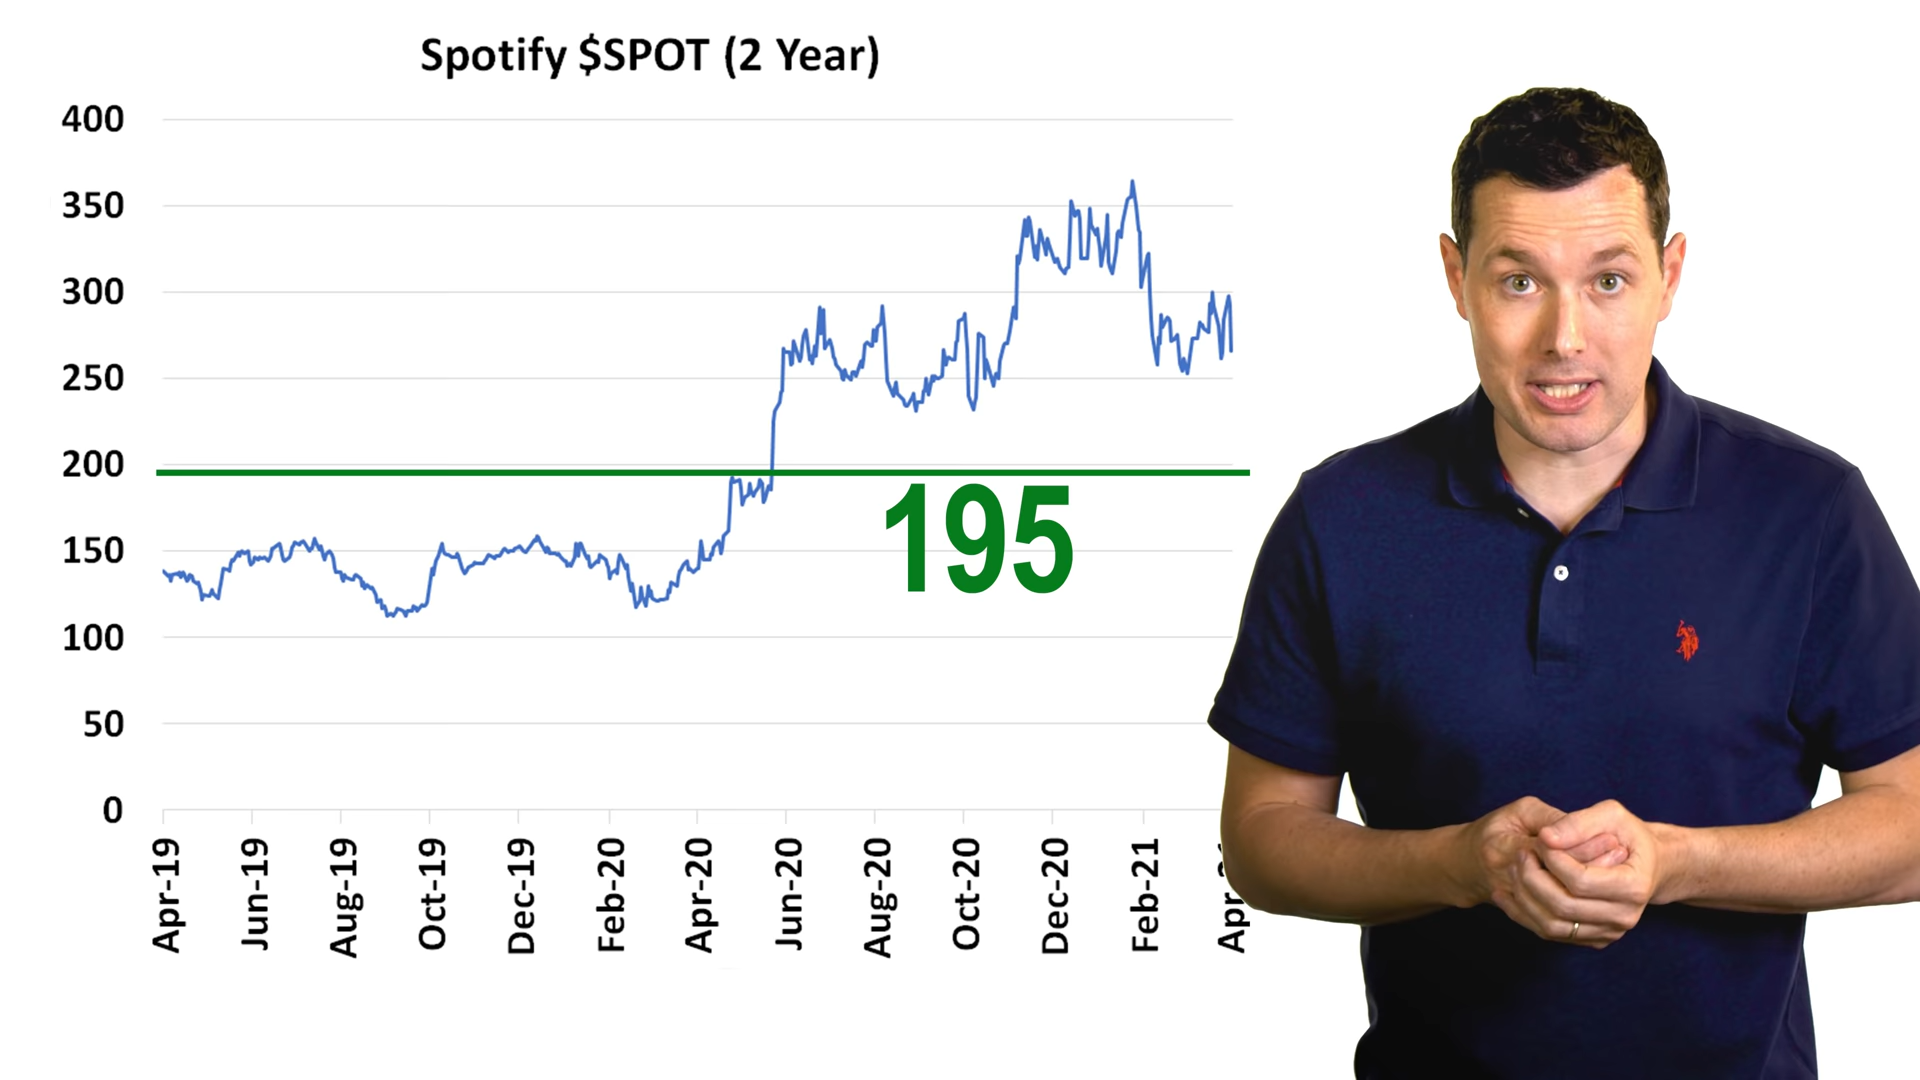 Spotify $SPOT (2 Year)
400
350
300
250
200
195
150
100
50
0
Apr-19
Jun-19
Aug-19
Oct-19
Dec-19
Feb-20
Apr-20
Jun-20
Aug-20
Oct-20
Dec-20
Feb-21